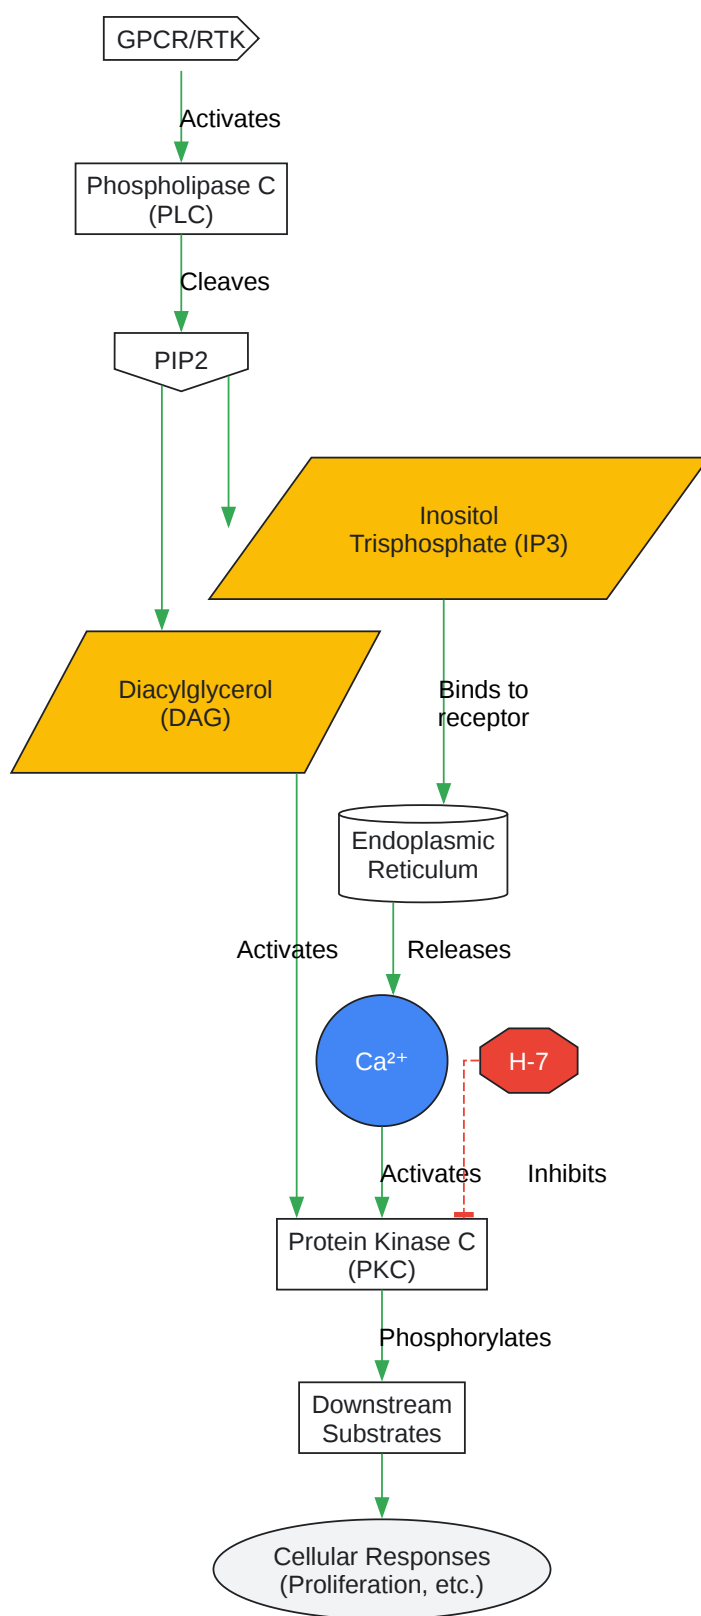 GPCR/RTK
Activates
Phospholipase C
(PLC)
Cleaves
PIP2
Inositol
Trisphosphate (IP3)
Diacylglycerol
(DAG)
Binds to
receptor
Endoplasmic
Reticulum
Activates
Releases
Ca²⁺
H-7
Activates
Inhibits
Protein Kinase C
(PKC)
Phosphorylates
Downstream
Substrates
Cellular Responses
(Proliferation, etc.)